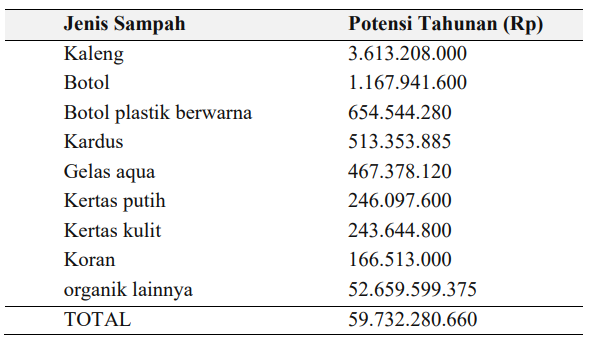 Jenis Sampah Potensi Tahunan (Rp)
Kaleng 3.613.208.000
Botol 1.167.941.600
Botol plastik berwarna 654.544.280
Kardus 513.353.885
Gelas aqua 467.378.120
Kertas putih 246.097.600
Kertas kulit 243.644.800
Koran 166.513.000
organik lainnya 52.659.599.375
TOTAL 59.732.280.660